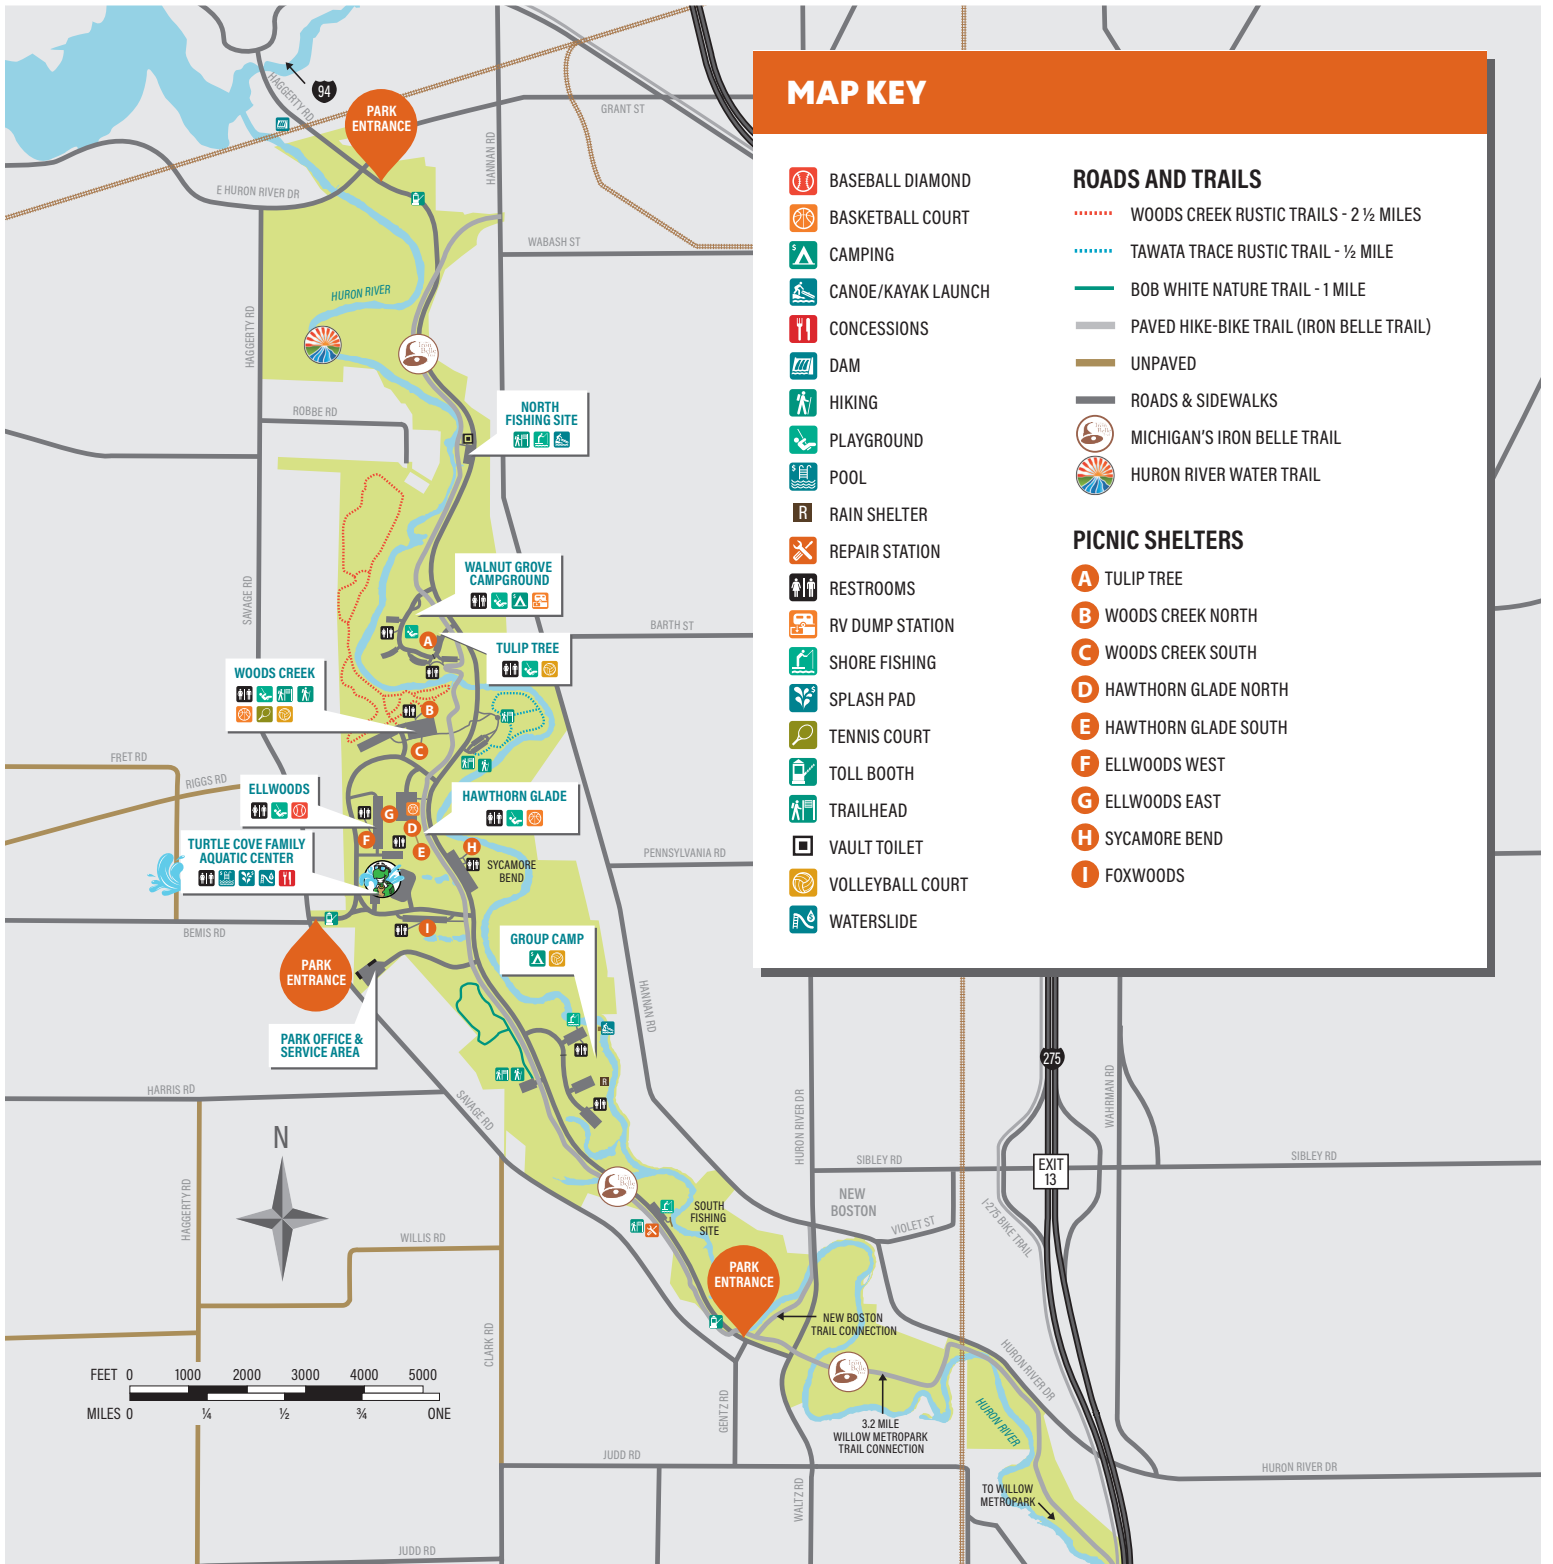 94
HAGGERTY RD
PARK
ENTRANCE
GRANT ST
HANNAN RD
E HURON RIVER DR
WABASH ST
HURON RIVER
HAGGERTY RD
Iron
Belle
ROBBE RD
NORTH
FISHING SITE
SAVAGE RD
WALNUT GROVE
CAMPGROUND
A
BARTH ST
TULIP TREE
WOODS CREEK
B
C
FRET RD
RIGGS RD
ELLWOODS
G
D
F
E
HAWTHORN GLADE
H
SYCAMORE
BEND
PENNSYLVANIA RD
TURTLE COVE FAMILY
AQUATIC CENTER
BEMIS RD
I
PARK
ENTRANCE
GROUP CAMP
HANNAN RD
PARK OFFICE &
SERVICE AREA
HARRIS RD
SAVAGE RD
R
N
HAGGERTY RD
WILLIS RD
CLARK RD
SOUTH
FISHING
SITE
PARK
ENTRANCE
HURON RIVER DR
SIBLEY RD
NEW
BOSTON
VIOLET ST
275
EXIT
13
I-275 BIKE TRAIL
WAHRMAN RD
SIBLEY RD
NEW BOSTON
TRAIL CONNECTION
Iron
Belle
3.2 MILE
WILLOW METROPARK
TRAIL CONNECTION
HURON RIVER DR
HURON RIVER
GENTZ RD
JUDD RD
WALTZ RD
HURON RIVER DR
TO WILLOW
METROPARK
JUDD RD
FEET 0 1000 2000 3000 4000 5000
MILES 0 ¼ ½ ¾ ONE
MAP KEY
BASEBALL DIAMOND
BASKETBALL COURT
CAMPING
CANOE/KAYAK LAUNCH
CONCESSIONS
DAM
HIKING
PLAYGROUND
POOL
R RAIN SHELTER
REPAIR STATION
RESTROOMS
RV DUMP STATION
SHORE FISHING
SPLASH PAD
TENNIS COURT
TOLL BOOTH
TRAILHEAD
VAULT TOILET
VOLLEYBALL COURT
WATERSLIDE
ROADS AND TRAILS
WOODS CREEK RUSTIC TRAILS - 2 ½ MILES
TAWATA TRACE RUSTIC TRAIL - ½ MILE
BOB WHITE NATURE TRAIL - 1 MILE
PAVED HIKE-BIKE TRAIL (IRON BELLE TRAIL)
UNPAVED
ROADS & SIDEWALKS
MICHIGAN'S IRON BELLE TRAIL
HURON RIVER WATER TRAIL
PICNIC SHELTERS
A TULIP TREE
B WOODS CREEK NORTH
C WOODS CREEK SOUTH
D HAWTHORN GLADE NORTH
E HAWTHORN GLADE SOUTH
F ELLWOODS WEST
G ELLWOODS EAST
H SYCAMORE BEND
I FOXWOODS